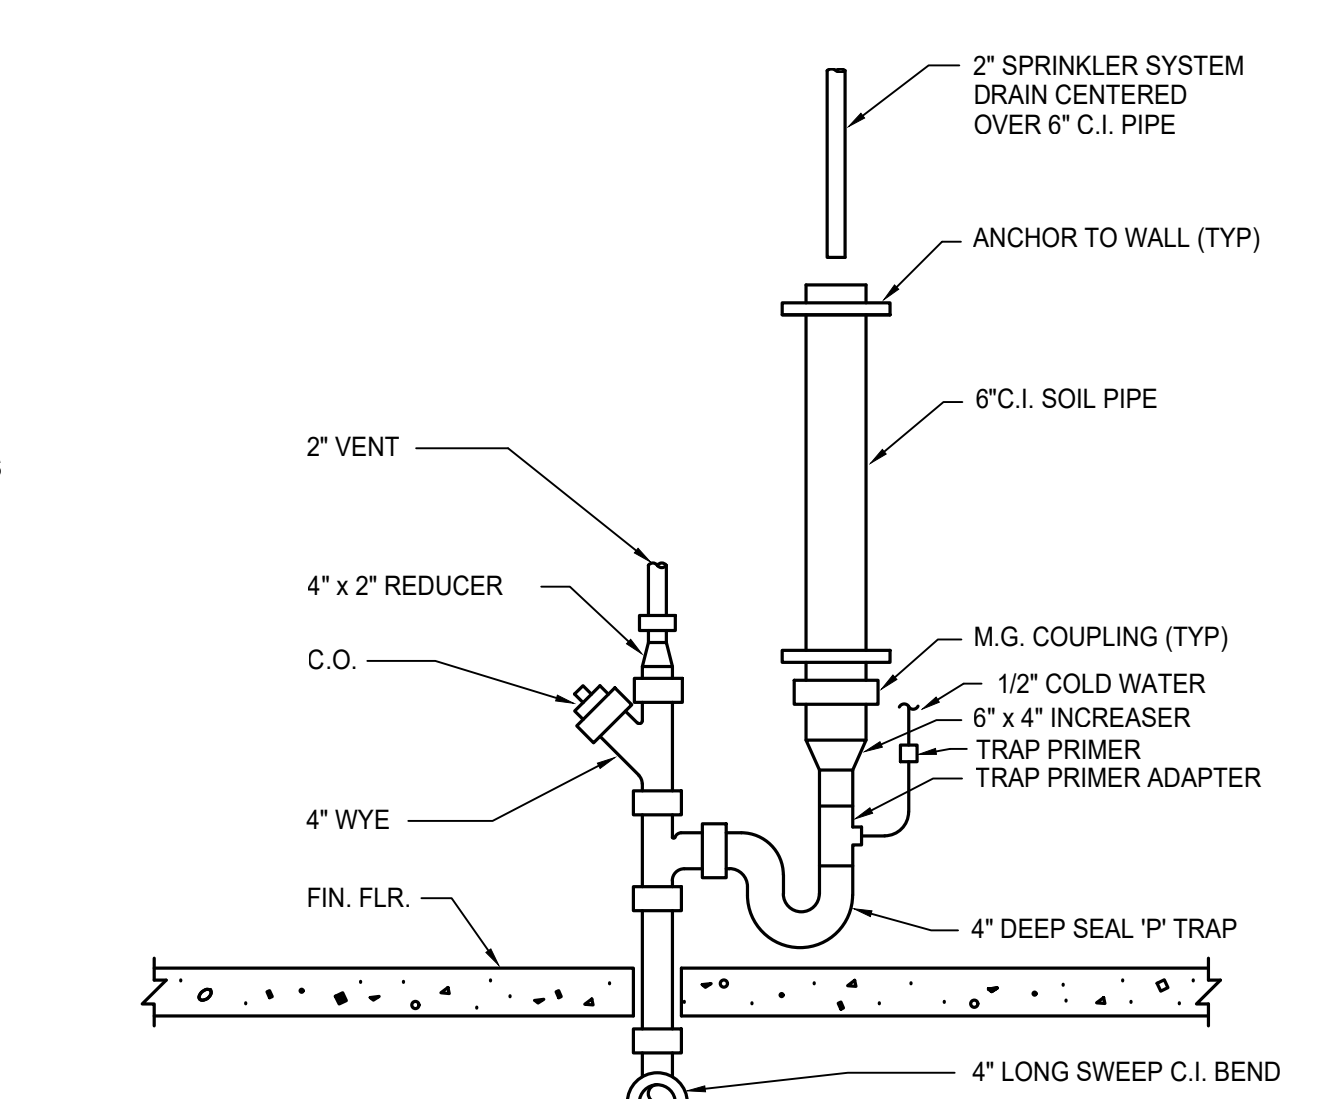 2" SPRINKLER SYSTEM
DRAIN CENTERED
OVER 6" C.I. PIPE
ANCHOR TO WALL (TYP)
6"C.I. SOIL PIPE
2" VENT
4" x 2" REDUCER
C.O.
M.G. COUPLING (TYP)
1/2" COLD WATER
6" x 4" INCREASER
TRAP PRIMER
TRAP PRIMER ADAPTER
4" WYE
FIN. FLR.
4" DEEP SEAL 'P' TRAP
4" LONG SWEEP C.I. BEND